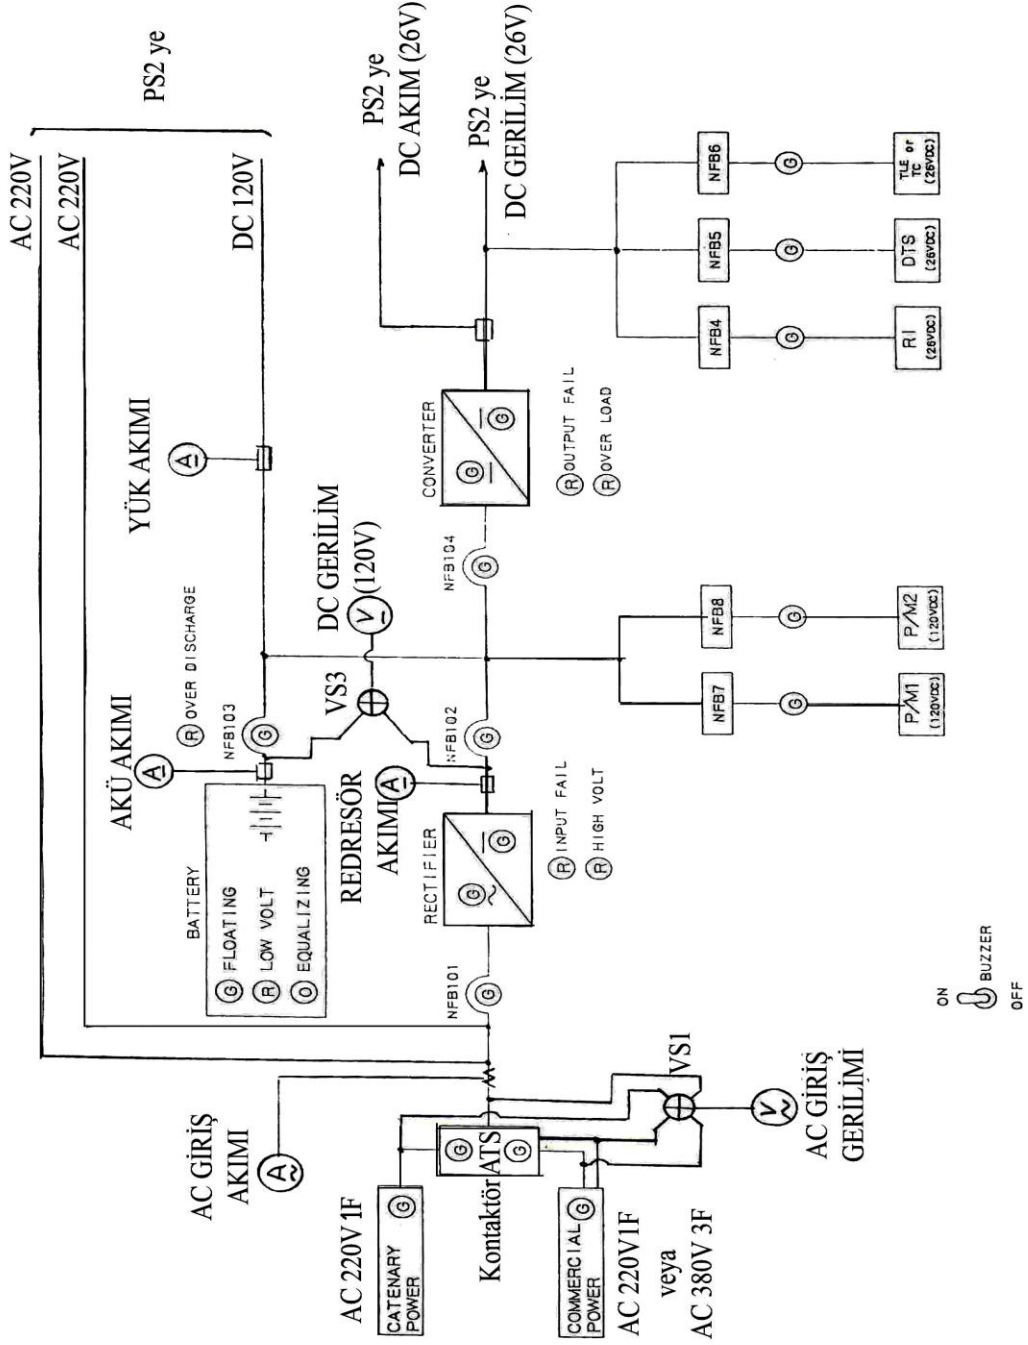 AC 220V
AC 220V
DC 120V
PS2 ye
YÜK AKIMI
A
PS2 ye
DC AKIM (26V)
PS2 ye
DC GERİLİM (26V)
AKÜ AKIMI
A
R OVER DISCHARGE
NFB103
G
BATTERY
G FLOATING
R LOW VOLT
O EQUALIZING
DC GERİLİM
(120V)
V
VS3
REDRESÖR
AKIMI
A
CONVERTER
G
G
R OUTPUT FAIL
R OVER LOAD
NFB104
G
NFB102
G
RECTIFIER
G
G
R INPUT FAIL
R HIGH VOLT
NFB101
G
AC GİRİŞ
AKIMI
A
AC 220V 1F
CATENARY
POWER
G
Kontaktör
ATS
G
G
COMMERCIAL
POWER
G
AC 220V1F
veya
AC 380V 3F
VS1
V
AC GİRİŞ
GERİLİMİ
NFB7
G
P/M1
(120VDC)
NFB8
G
P/M2
(120VDC)
NFB4
G
RI
(26VDC)
NFB5
G
DTS
(26VDC)
NFB6
G
TLE or
TC
(26VDC)
ON
BUZZER
OFF